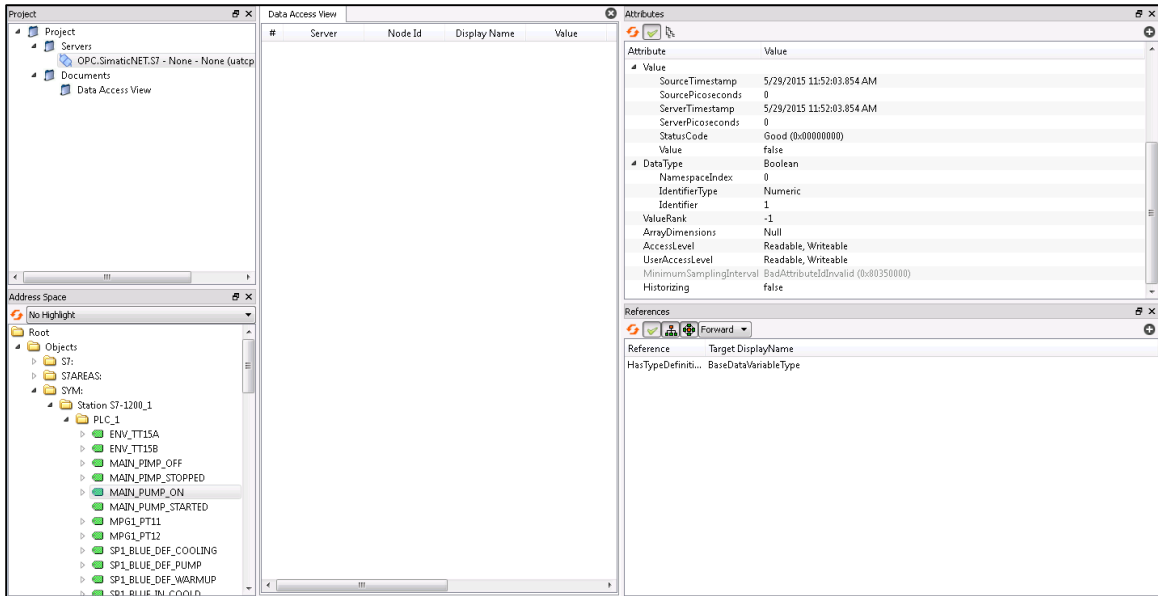 Project
Project
Servers
OPC.SimaticNET.S7 - None - None (uatcp
Documents
Data Access View
Address Space
No Highlight
Root
Objects
S7:
S7AREAS:
SYM:
Station S7-1200_1
PLC_1
ENV_TT15A
ENV_TT15B
MAIN_PIMP_OFF
MAIN_PIMP_STOPPED
MAIN_PUMP_ON
MAIN_PUMP_STARTED
MPG1_PT11
MPG1_PT12
SP1_BLUE_DEF_COOLING
SP1_BLUE_DEF_PUMP
SP1_BLUE_DEF_WARMUP
SP1_BLUE_IN_COOLD
Data Access View
# Server Node Id Display Name Value
Attributes
Attribute Value
Value
SourceTimestamp 5/29/2015 11:52:03.854 AM
SourcePicoseconds 0
ServerTimestamp 5/29/2015 11:52:03.854 AM
ServerPicoseconds 0
StatusCode Good (0x00000000)
Value false
DataType Boolean
NamespaceIndex 0
IdentifierType Numeric
Identifier 1
ValueRank -1
ArrayDimensions Null
AccessLevel Readable, Writeable
UserAccessLevel Readable, Writeable
MinimumSamplingInterval BadAttributeIdInvalid (0x80350000)
Historizing false
References
Forward
Reference Target DisplayName
HasTypeDefiniti... BaseDataVariableType